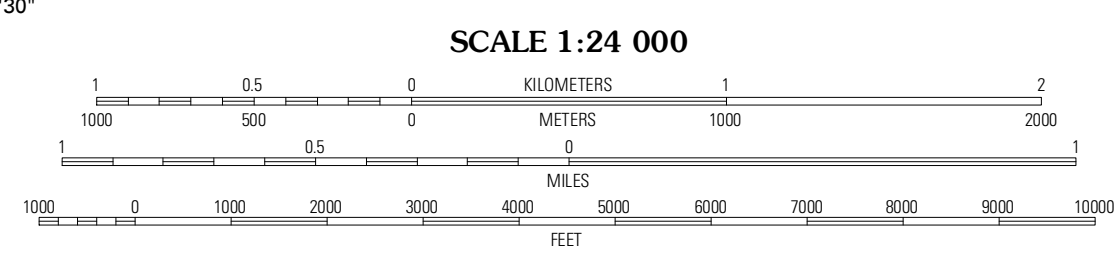 '30"
SCALE 1:24 000
1 0.5 0 KILOMETERS 1 2
1000 500 0 METERS 1000 2000
1 0.5 0 1
MILES
1000 0 1000 2000 3000 4000 5000 6000 7000 8000 9000 10000
FEET